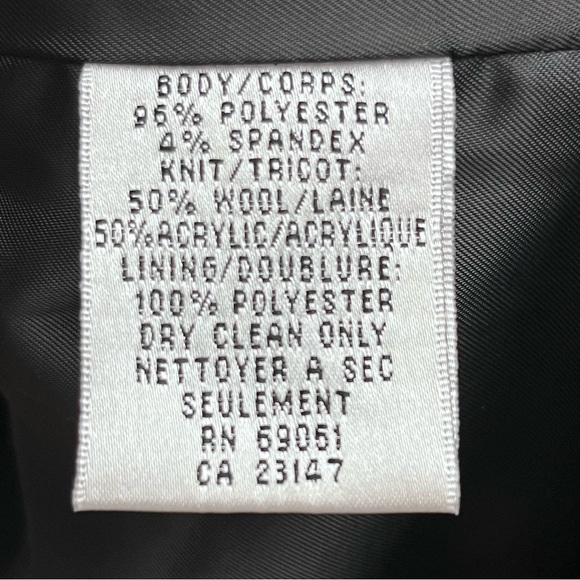 BODY/CORPS:
96% POLYESTER
4% SPANDEX
KNIT/TRICOT:
50% WOOL/LAINE
50% ACRYLIC/ACRYLIQUE
LINING/DOUBLURE:
100% POLYESTER
DRY CLEAN ONLY
NETTOYER A SEC
SEULEMENT
RN 59051
CA 23147